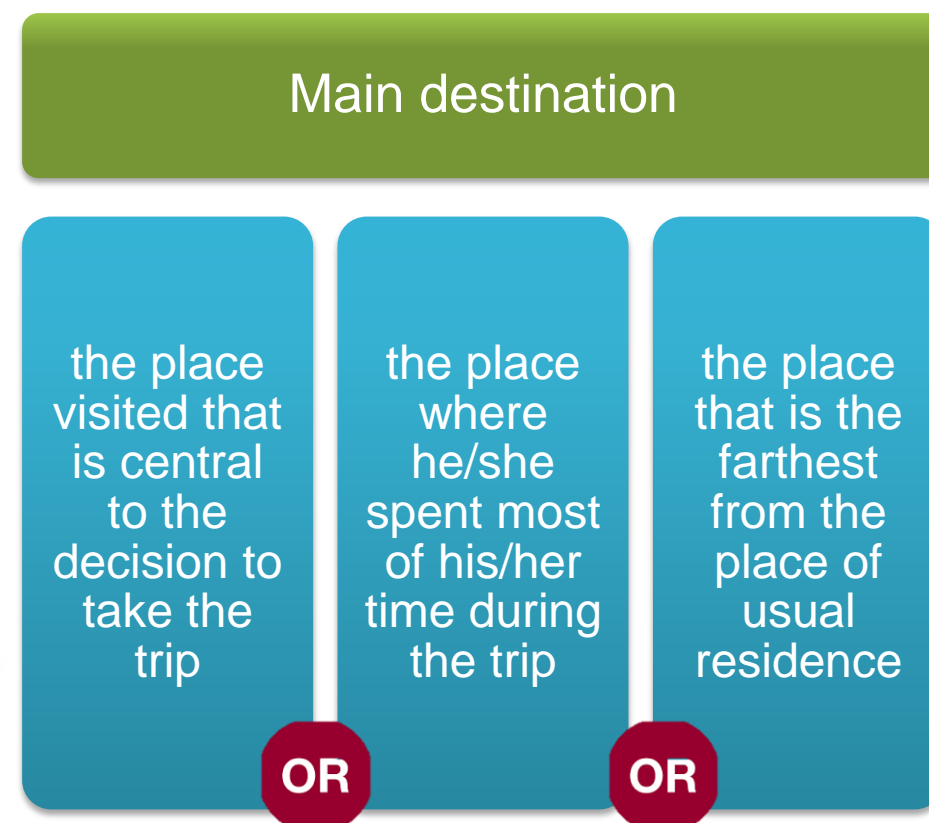 Main destination
the place
visited that
is central
to the
decision to
take the
trip
the place
where
he/she
spent most
of his/her
time during
the trip
the place
that is the
farthest
from the
place of
usual
residence
OR
OR